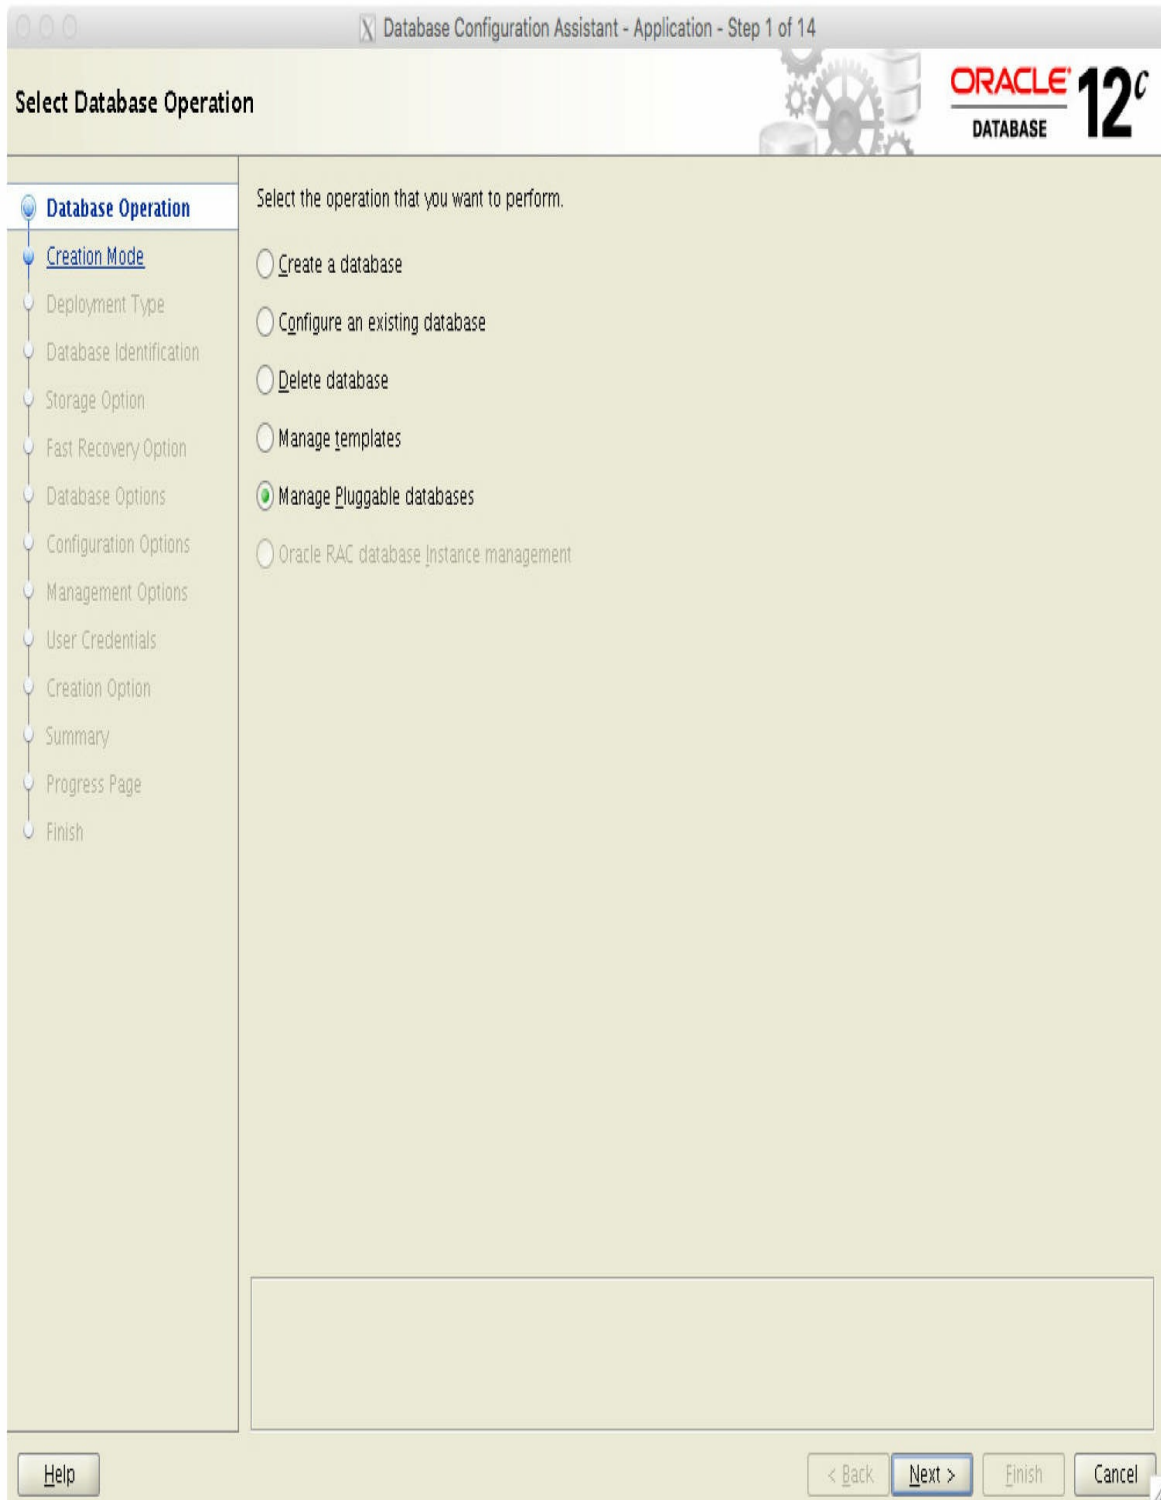 Database Configuration Assistant - Application - Step 1 of 14
Select Database Operation
ORACLE
DATABASE
12c
Database Operation
Creation Mode
Deployment Type
Database Identification
Storage Option
Fast Recovery Option
Database Options
Configuration Options
Management Options
User Credentials
Creation Option
Summary
Progress Page
Finish
Select the operation that you want to perform.
Create a database
Configure an existing database
Delete database
Manage templates
Manage Pluggable databases
Oracle RAC database Instance management
Help
< Back
Next >
Finish
Cancel